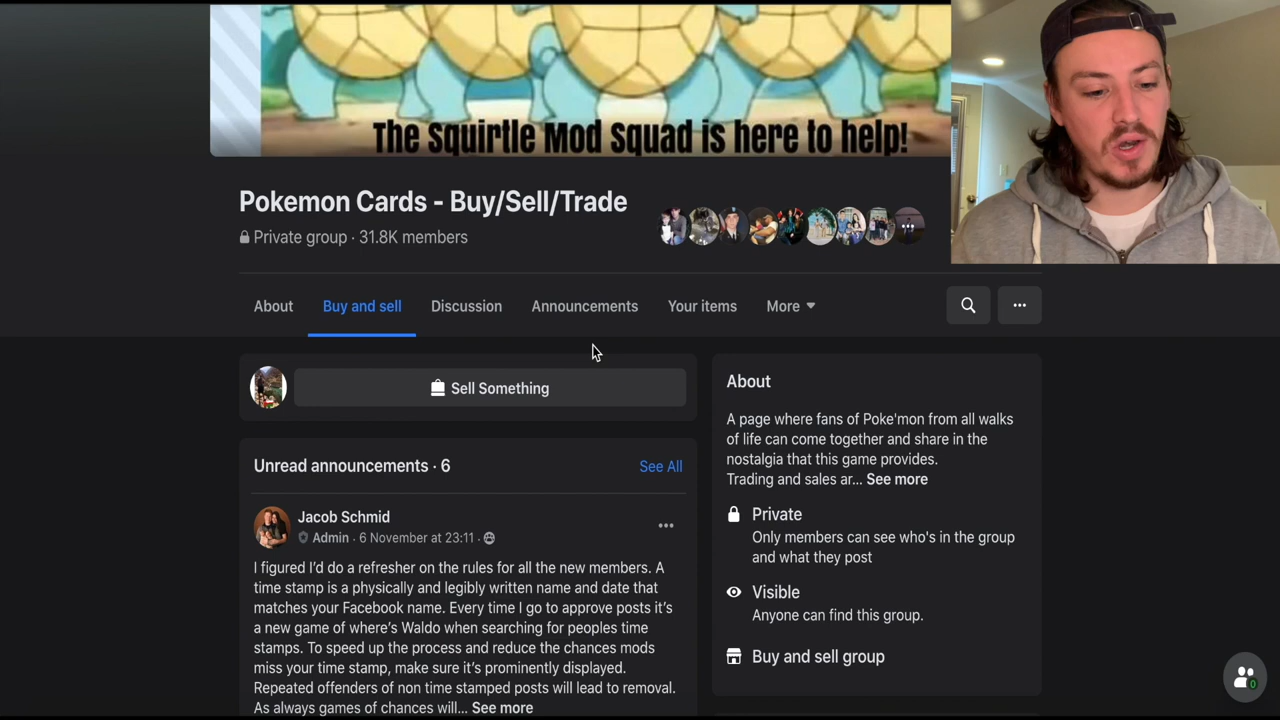 The Squirtle Mod Squad is here to help!
Pokemon Cards - Buy/Sell/Trade
Private group · 31.8K members
About
Buy and sell
Discussion
Announcements
Your items
More
Sell Something
Unread announcements · 6
See All
Jacob Schmid
Admin · 6 November at 23:11 ·
I figured I'd do a refresher on the rules for all the new members. A
time stamp is a physically and legibly written name and date that
matches your Facebook name. Every time I go to approve posts it's
a new game of where's Waldo when searching for peoples time
stamps. To speed up the process and reduce the chances mods
miss your time stamp, make sure it's prominently displayed.
Repeated offenders of non time stamped posts will lead to removal.
As always games of chances will... See more
About
A page where fans of Poke'mon from all walks
of life can come together and share in the
nostalgia that this game provides.
Trading and sales ar... See more
Private
Only members can see who's in the group
and what they post
Visible
Anyone can find this group.
Buy and sell group
0